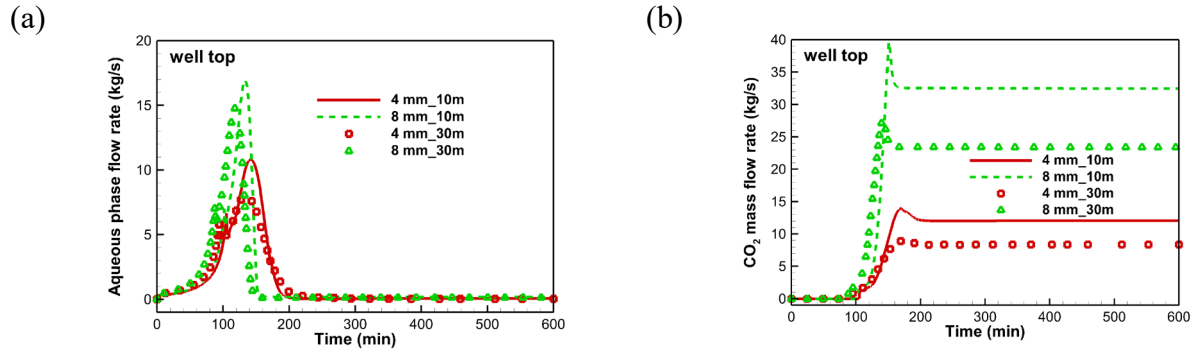 (a)
well top
Aqueous phase flow rate (kg/s)
20
15
10
5
0
4 mm_10m
8 mm_10m
4 mm_30m
8 mm_30m
0 100 200 300 400 500 600
Time (min)
(b)
well top
CO₂ mass flow rate (kg/s)
40
35
30
25
20
15
10
5
0
4 mm_10m
8 mm_10m
4 mm_30m
8 mm_30m
0 100 200 300 400 500 600
Time (min)